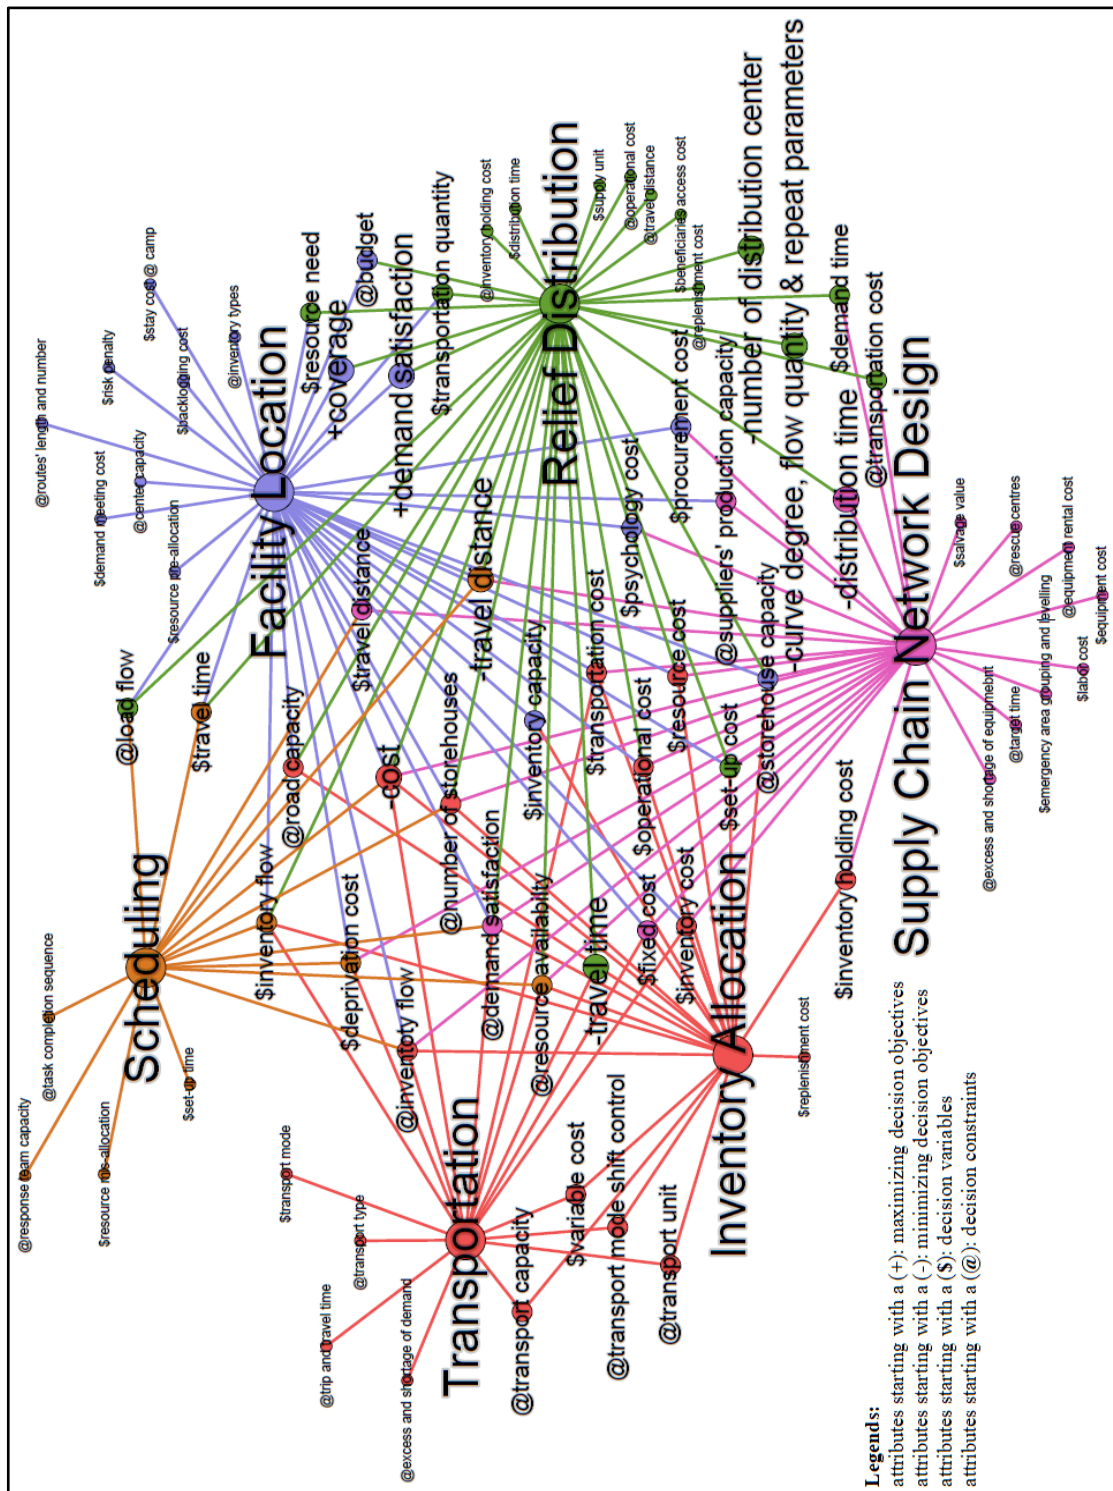 @response team capacity
@task completion sequence
$resource mis-allocation
$set-up time
Scheduling
@load flow
$travel time
@routes' length and number
$demand meeting cost
$risk penalty
@center capacity
$stay cost @ camp
$resource pre-allocation
$backlogging cost
@inventory types
Facility Location
$resource need
+coverage
@budget
+demand satisfaction
$transportation quantity
@inventory holding cost
$distribution time
Relief Distribution
$supply unit
@operational cost
@travel distance
$beneficiaries access cost
@replenishment cost
-number of distribution center
-curve degree, flow quantity & repeat parameters
$demand time
@transponation cost
-distribution time
$inventory flow
@road capacity
$travel distance
$deprivation cost
-cost
@inventoty flow
@number of storehouses
-travel distance
@demand satisfaction
$inventory capacity
@resource availabilty
$transportation cost
-travel time
$psychology cost
$operational cost
$fixed cost
$resource cost
$procurement cost
$inventory cost
@suppliers' production capacity
$set-up cost
@storehouse capacity
$transport mode
@trip and travel time
@transport type
@excess and shortage of demand
Transportation
@transport capacity
$variable cost
@transport mode shift control
@transport unit
Inventory Allocation
$replenishment cost
$inventory holding cost
Supply Chain Network Design
$salvage value
@rescue centres
@equipment rental cost
$equipment cost
@excess and shortage of equipmebnt
@target time
$emergency area grouping and levelling
$labor cost
Legends:
attributes starting with a (+): maximizing decision objectives
attributes starting with a (-): minimizing decision objectives
attributes starting with a ($): decision variables
attributes starting with a (@): decision constraints